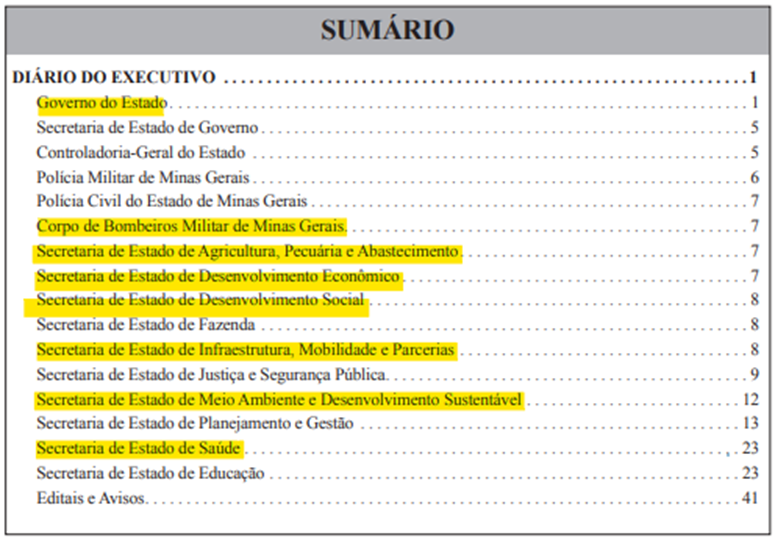 SUMÁRIO
DIÁRIO DO EXECUTIVO ........................................................ 1
Governo do Estado ........................................................ 1
Secretaria de Estado de Governo ........................................................ 5
Controladoria-Geral do Estado ........................................................ 5
Polícia Militar de Minas Gerais ........................................................ 6
Polícia Civil do Estado de Minas Gerais ........................................................ 7
Corpo de Bombeiros Militar de Minas Gerais ........................................................ 7
Secretaria de Estado de Agricultura, Pecuária e Abastecimento ........................................................ 7
Secretaria de Estado de Desenvolvimento Econômico ........................................................ 7
Secretaria de Estado de Desenvolvimento Social ........................................................ 8
Secretaria de Estado de Fazenda ........................................................ 8
Secretaria de Estado de Infraestrutura, Mobilidade e Parcerias ........................................................ 8
Secretaria de Estado de Justiça e Segurança Pública ........................................................ 9
Secretaria de Estado de Meio Ambiente e Desenvolvimento Sustentável ........................................................ 12
Secretaria de Estado de Planejamento e Gestão ........................................................ 13
Secretaria de Estado de Saúde ........................................................ 23
Secretaria de Estado de Educação ........................................................ 23
Editais e Avisos ........................................................ 41